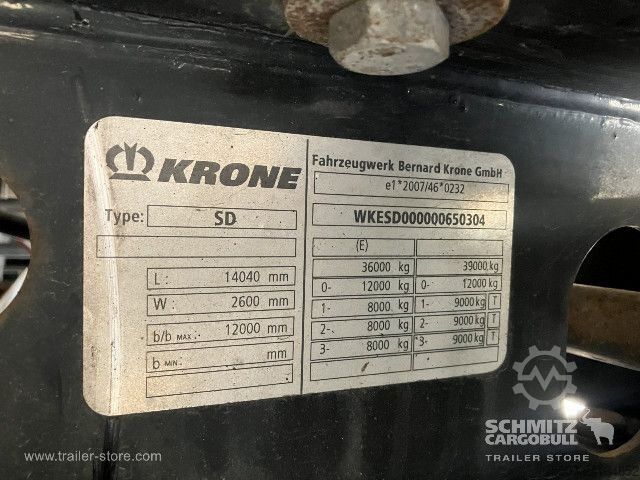 KRONE
Type: SD
L: 14040 mm
W: 2600 mm
b/b MAX.: 12000 mm
b MIN.: mm
Fahrzeugwerk Bernard Krone GmbH
e1*2007/46*0232
WKESD000000650304
(E)
36000 kg 39000 kg
0- 12000 kg 0- 12000 kg
1- 8000 kg 1- 9000 kg T
2- 8000 kg 2- 9000 kg T
3- 8000 kg 3- 9000 kg T
SCHMITZ
CARGOBULL
TRAILER STORE
www.trailer-store.com